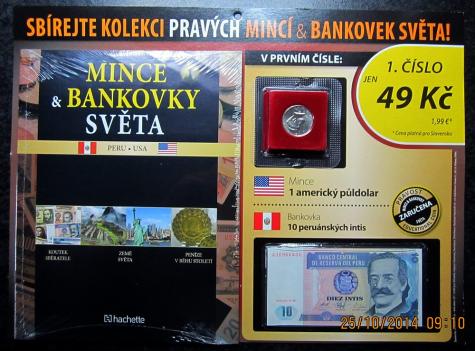 SBÍREJTE KOLEKCI PRAVÝCH MINCÍ & BANKOVEK SVĚTA!
MINCE
& BANKOVKY
SVĚTA
PERU • USA
KOUTEK
SBĚRATELE
ZEMĚ
SVĚTA
PENÍZE
V BĚHU STOLETÍ
hachette
V PRVNÍM ČÍSLE:
1. ČÍSLO
JEN
49 Kč
1,99 €*
* Cena platná pro Slovensko
Mince
1 americký půldolar
Bankovka
10 peruánských intis
PRAVOST
ZARUČENA
BANCO CENTRAL
DE RESERVA DEL PERU
DIEZ INTIS
10
25/10/2014 09:10